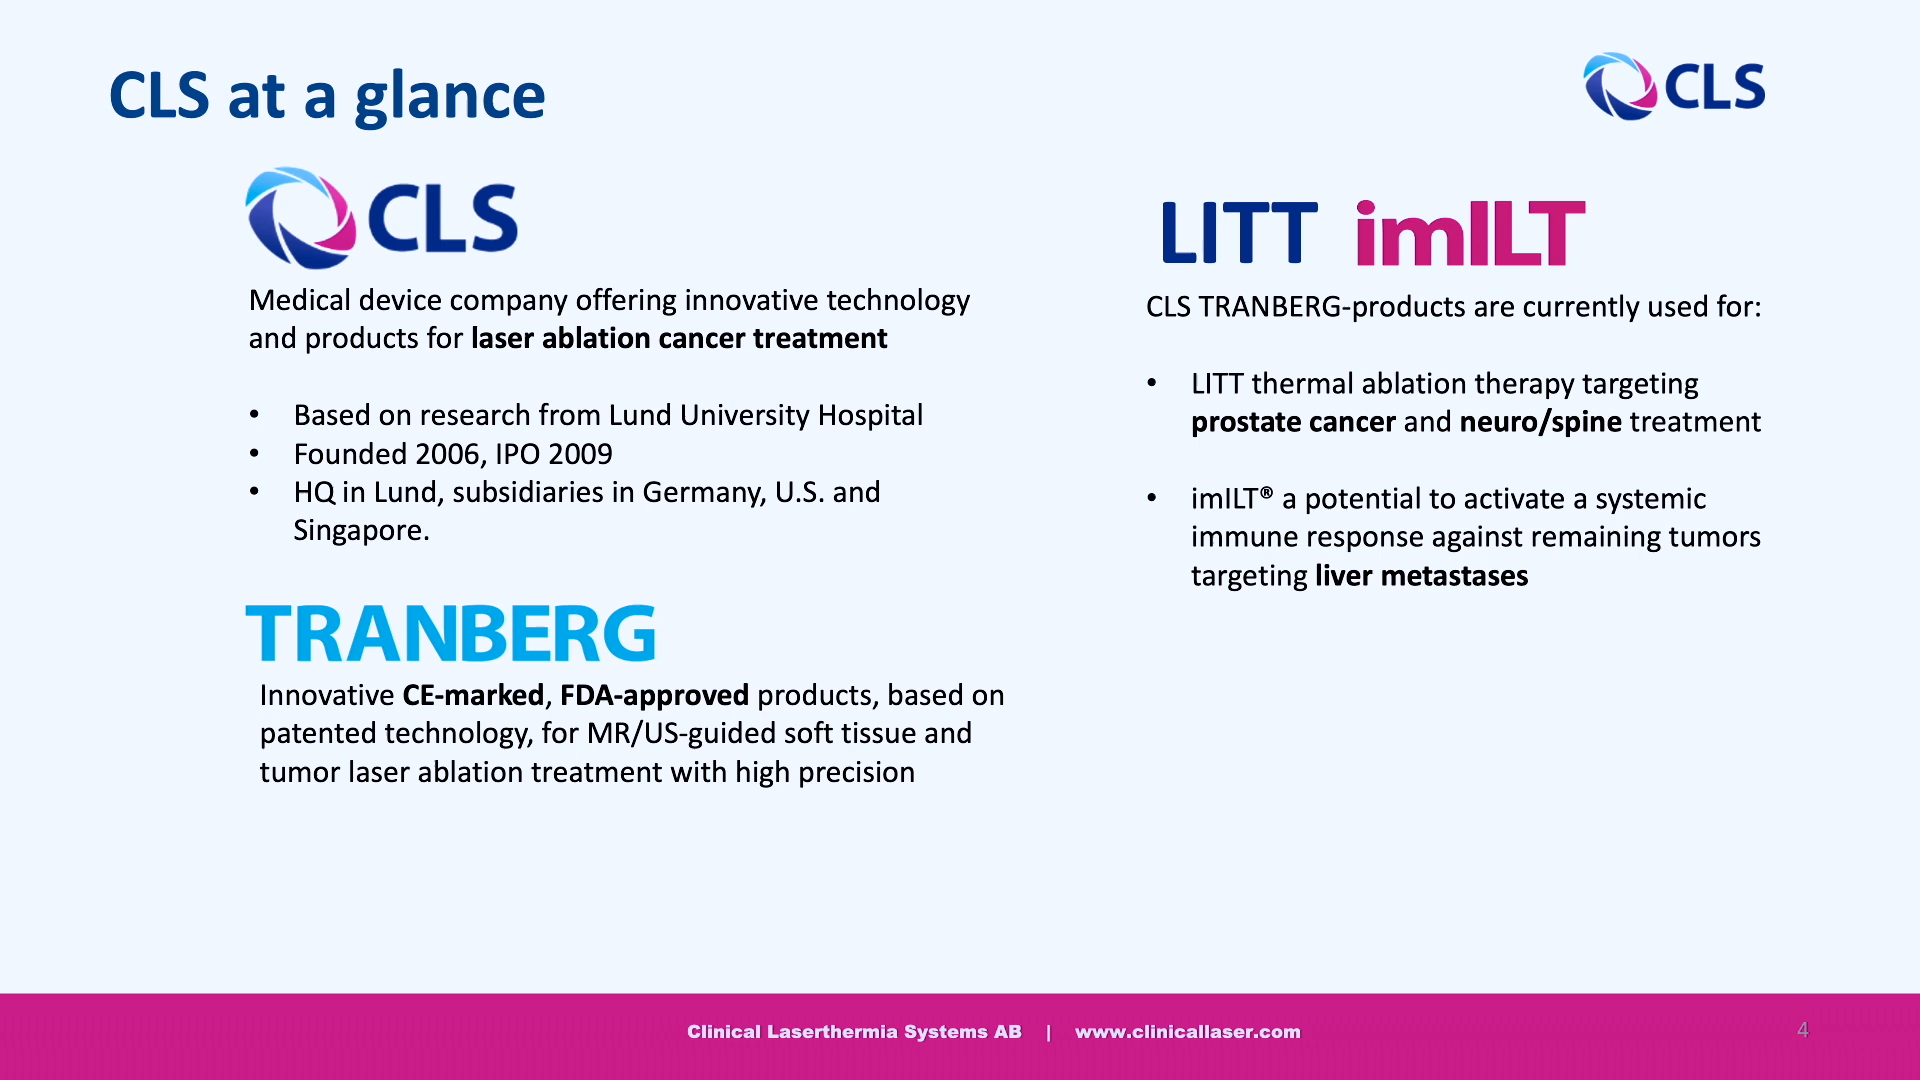 CLS at a glance
CLS
CLS
Medical device company offering innovative technology
and products for laser ablation cancer treatment
• Based on research from Lund University Hospital
• Founded 2006, IPO 2009
• HQ in Lund, subsidiaries in Germany, U.S. and
Singapore.
TRANBERG
Innovative CE-marked, FDA-approved products, based on
patented technology, for MR/US-guided soft tissue and
tumor laser ablation treatment with high precision
LITT imILT
CLS TRANBERG-products are currently used for:
• LITT thermal ablation therapy targeting
prostate cancer and neuro/spine treatment
• imILT® a potential to activate a systemic
immune response against remaining tumors
targeting liver metastases
Clinical Laserthermia Systems AB | www.clinicallaser.com
4